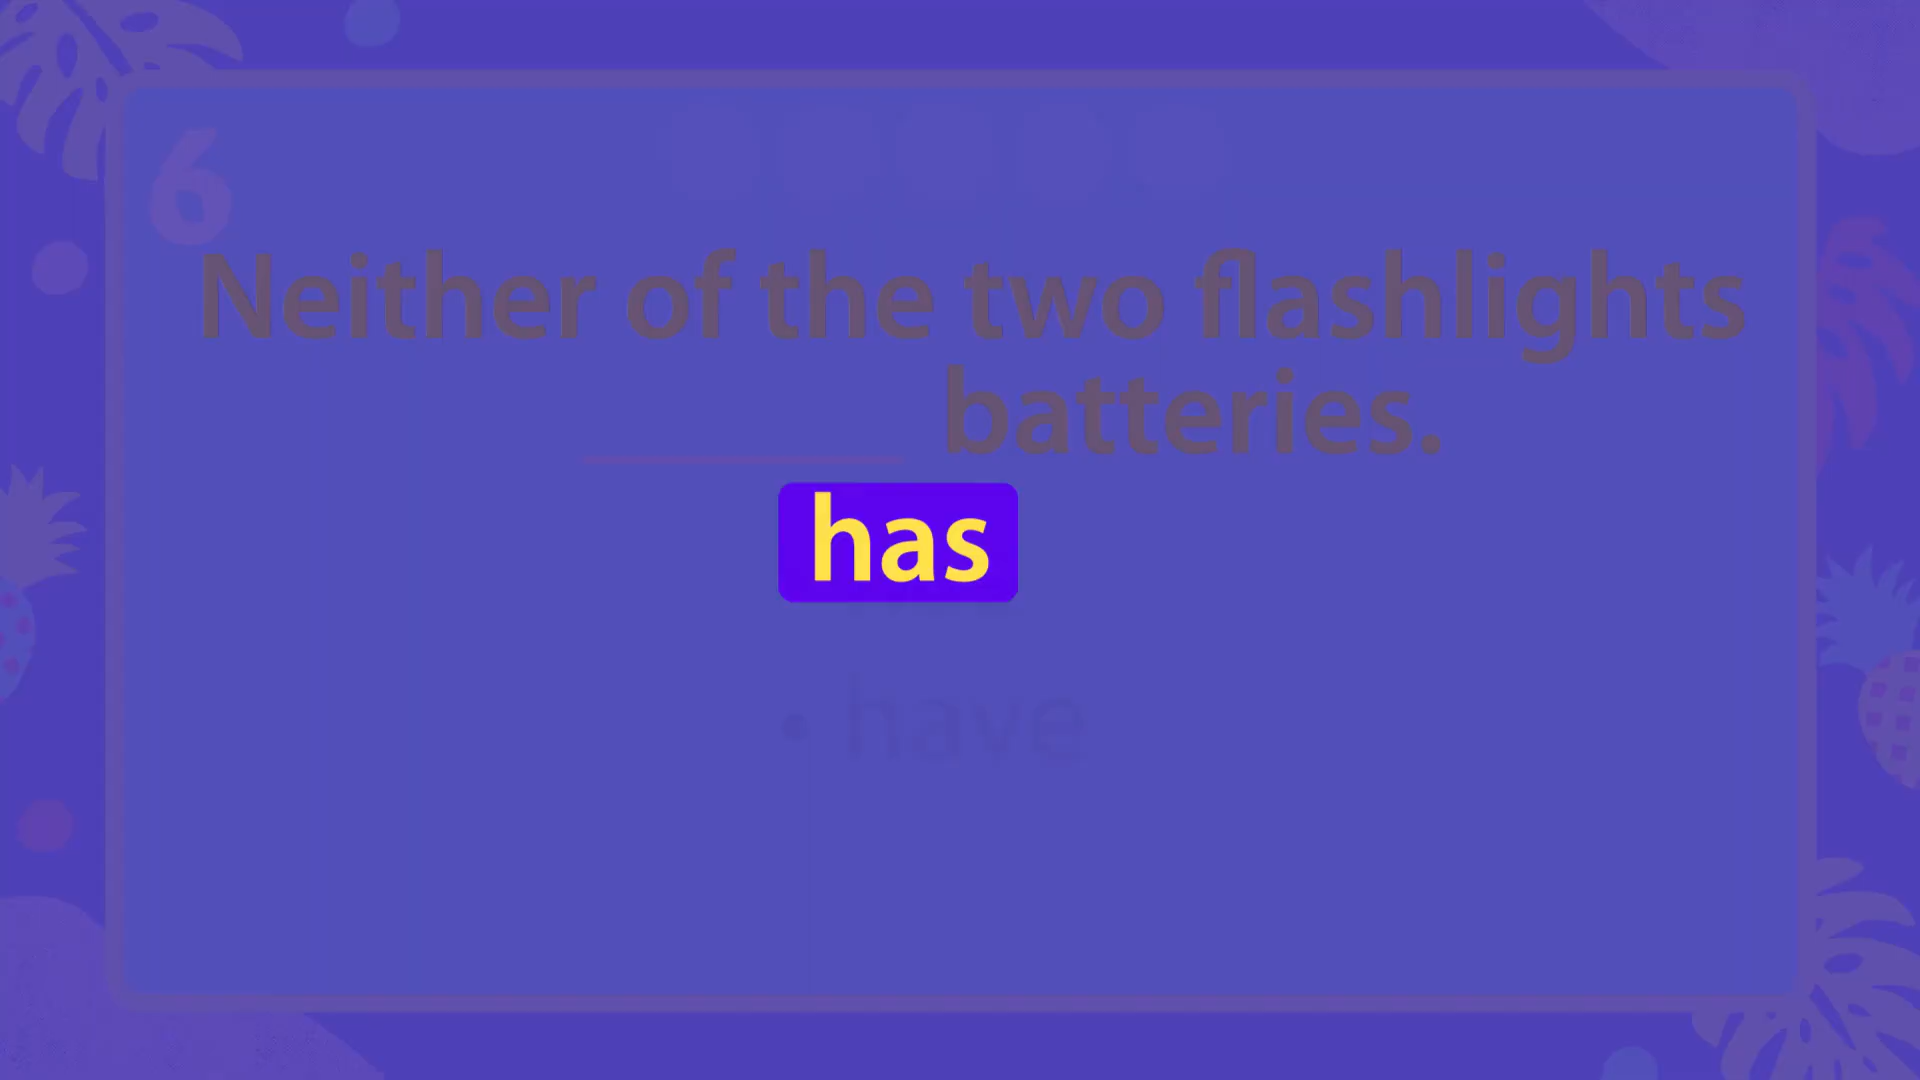 6
Neither of the two flashlights
batteries.
has
• have